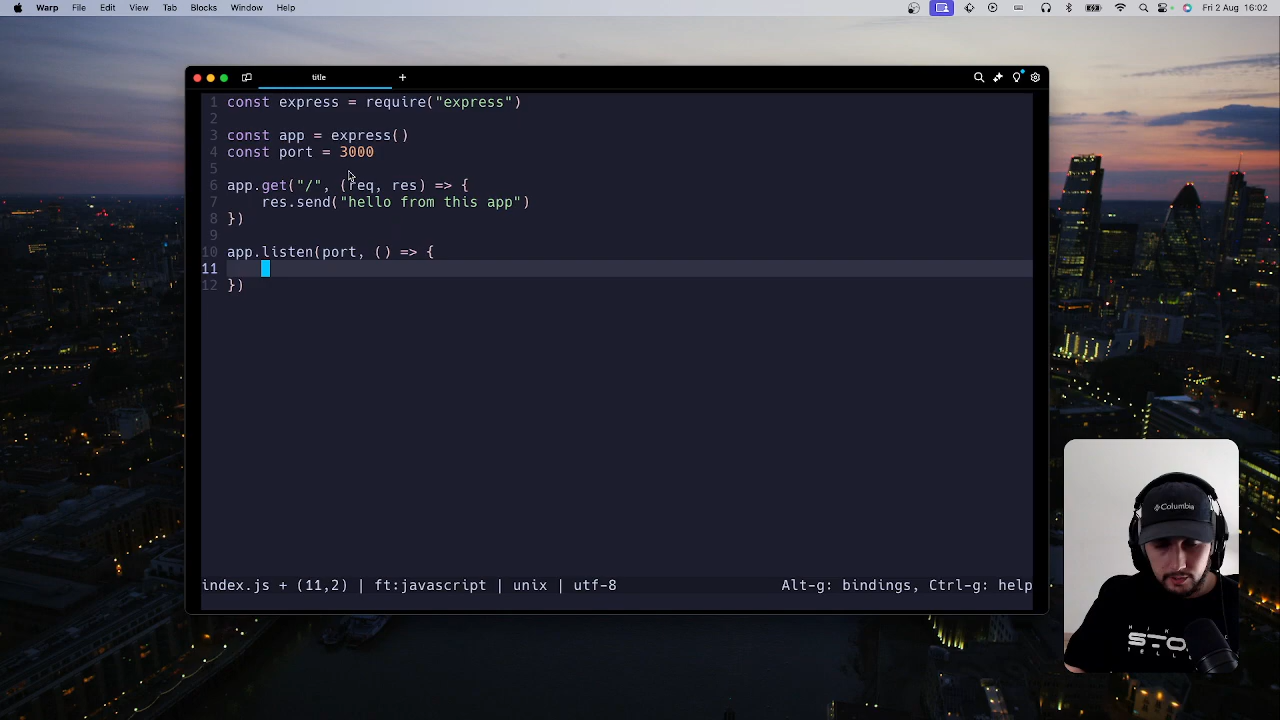 Warp File Edit View Tab Blocks Window Help
Fri 2 Aug 16:02
title
1 const express = require("express")
2
3 const app = express()
4 const port = 3000
5
6 app.get("/", (req, res) => {
7     res.send("hello from this app")
8 })
9
10 app.listen(port, () => {
11
12 })
index.js + (11,2) | ft:javascript | unix | utf-8
Alt-g: bindings, Ctrl-g: help
Columbia